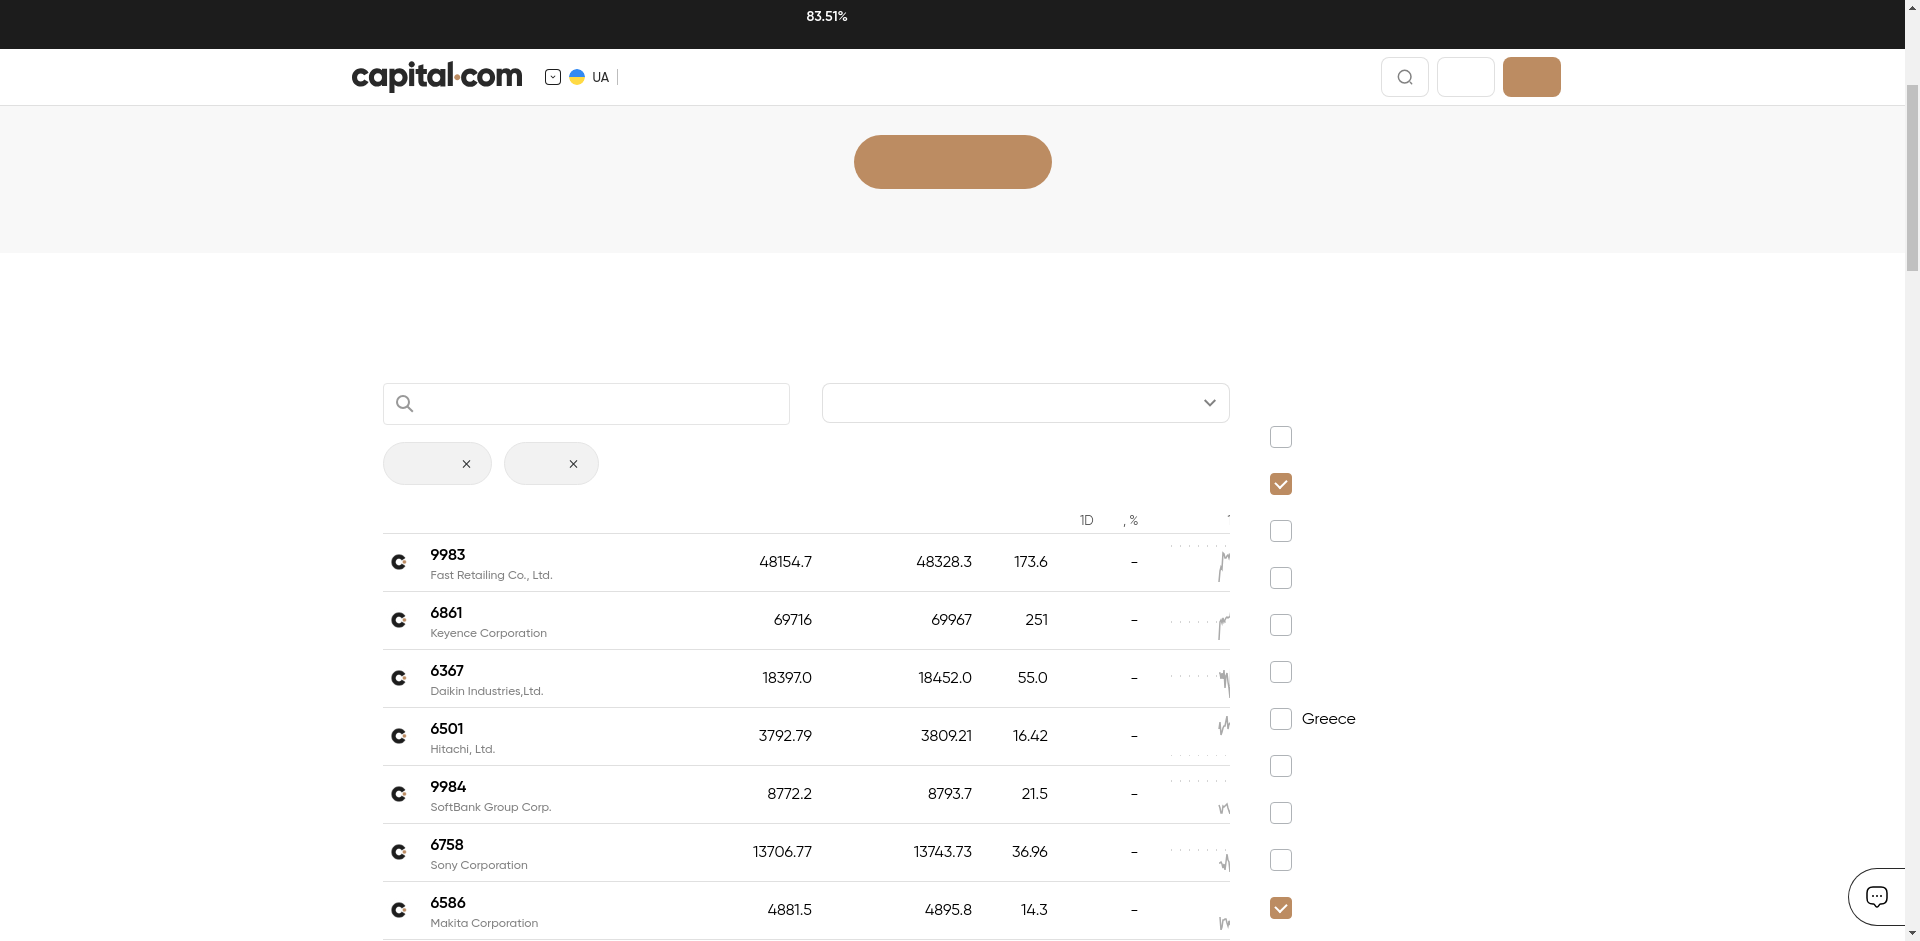 83.51%
capital.com
UA
1D , %
9983
Fast Retailing Co., Ltd.
48154.7 48328.3 173.6 -
6861
Keyence Corporation
69716 69967 251 -
6367
Daikin Industries,Ltd.
18397.0 18452.0 55.0 -
6501
Hitachi, Ltd.
3792.79 3809.21 16.42 -
9984
SoftBank Group Corp.
8772.2 8793.7 21.5 -
6758
Sony Corporation
13706.77 13743.73 36.96 -
6586
Makita Corporation
4881.5 4895.8 14.3 -
Greece